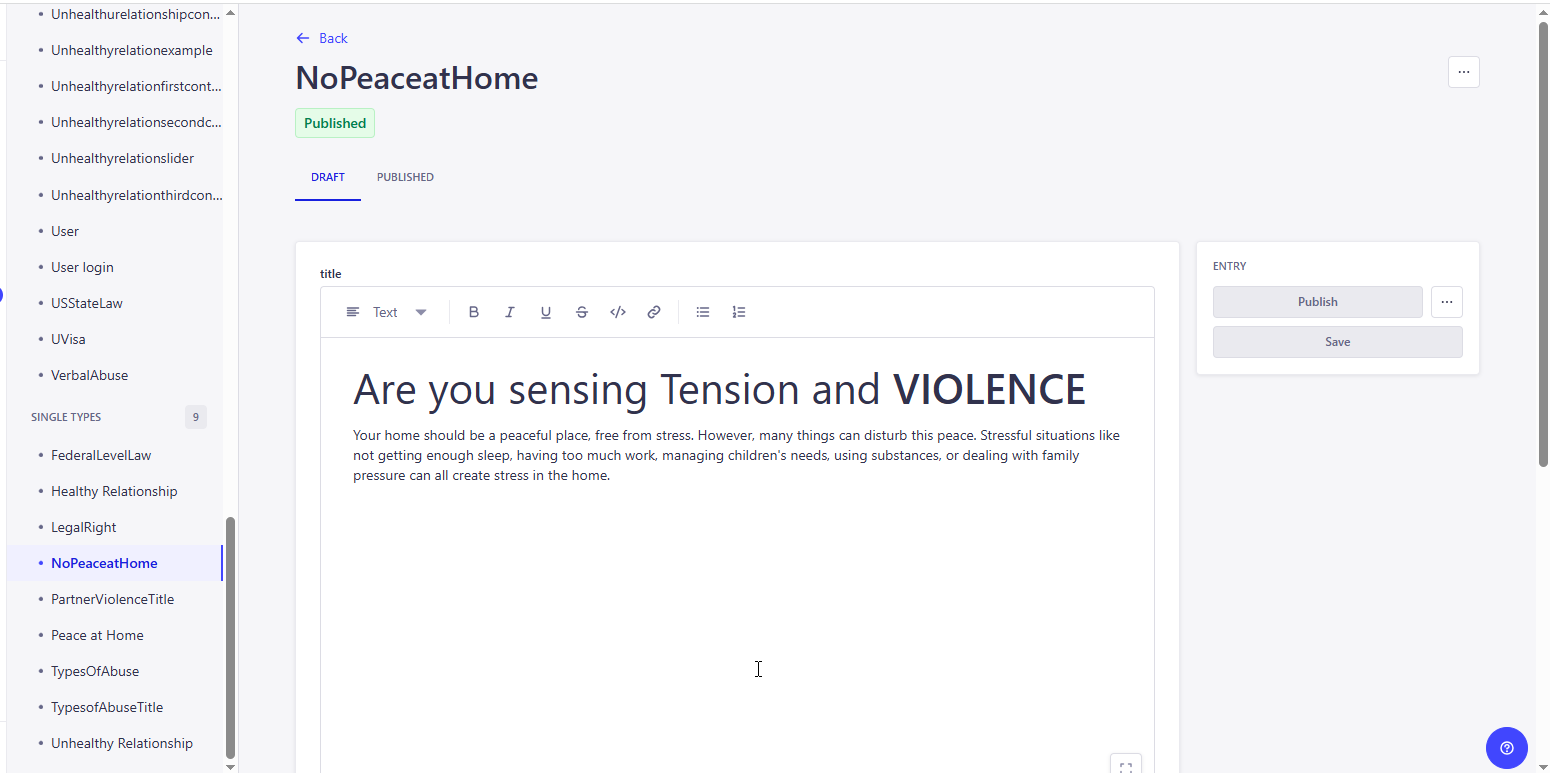 Unhealthurelationshipcon...
Unhealthyrelationexample
Unhealthyrelationfirstcont...
Unhealthyrelationsecondc...
Unhealthyrelationslider
Unhealthyrelationthirdcon...
User
User login
USStateLaw
UVisa
VerbalAbuse
SINGLE TYPES 9
FederalLevelLaw
Healthy Relationship
LegalRight
NoPeaceatHome
PartnerViolenceTitle
Peace at Home
TypesOfAbuse
TypesofAbuseTitle
Unhealthy Relationship
Back
NoPeaceatHome
Published
DRAFT PUBLISHED
title
Text B I U S
Are you sensing Tension and VIOLENCE
Your home should be a peaceful place, free from stress. However, many things can disturb this peace. Stressful situations like
not getting enough sleep, having too much work, managing children's needs, using substances, or dealing with family
pressure can all create stress in the home.
ENTRY
Publish
Save